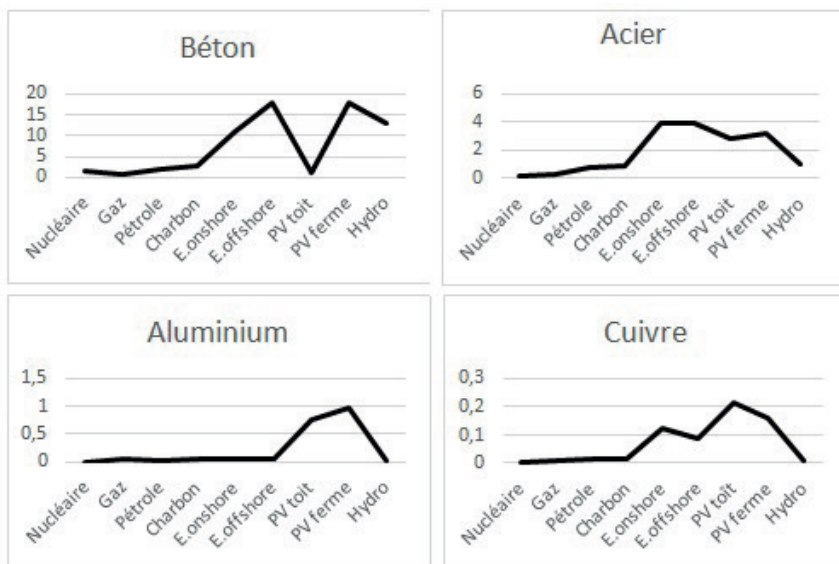 Béton
20
15
10
5
0
Nucléaire
Gaz
Pétrole
Charbon
E.onshore
E.offshore
PV toit
PV ferme
Hydro
Acier
6
4
2
0
Nucléaire
Gaz
Pétrole
Charbon
E.onshore
E.offshore
PV toit
PV ferme
Hydro
Aluminium
1,5
1
0,5
0
Nucléaire
Gaz
Pétrole
Charbon
E.onshore
E.offshore
PV toit
PV ferme
Hydro
Cuivre
0,3
0,2
0,1
0
Nucléaire
Gaz
Pétrole
Charbon
E.onshore
E.offshore
PV toît
PV ferme
Hydro